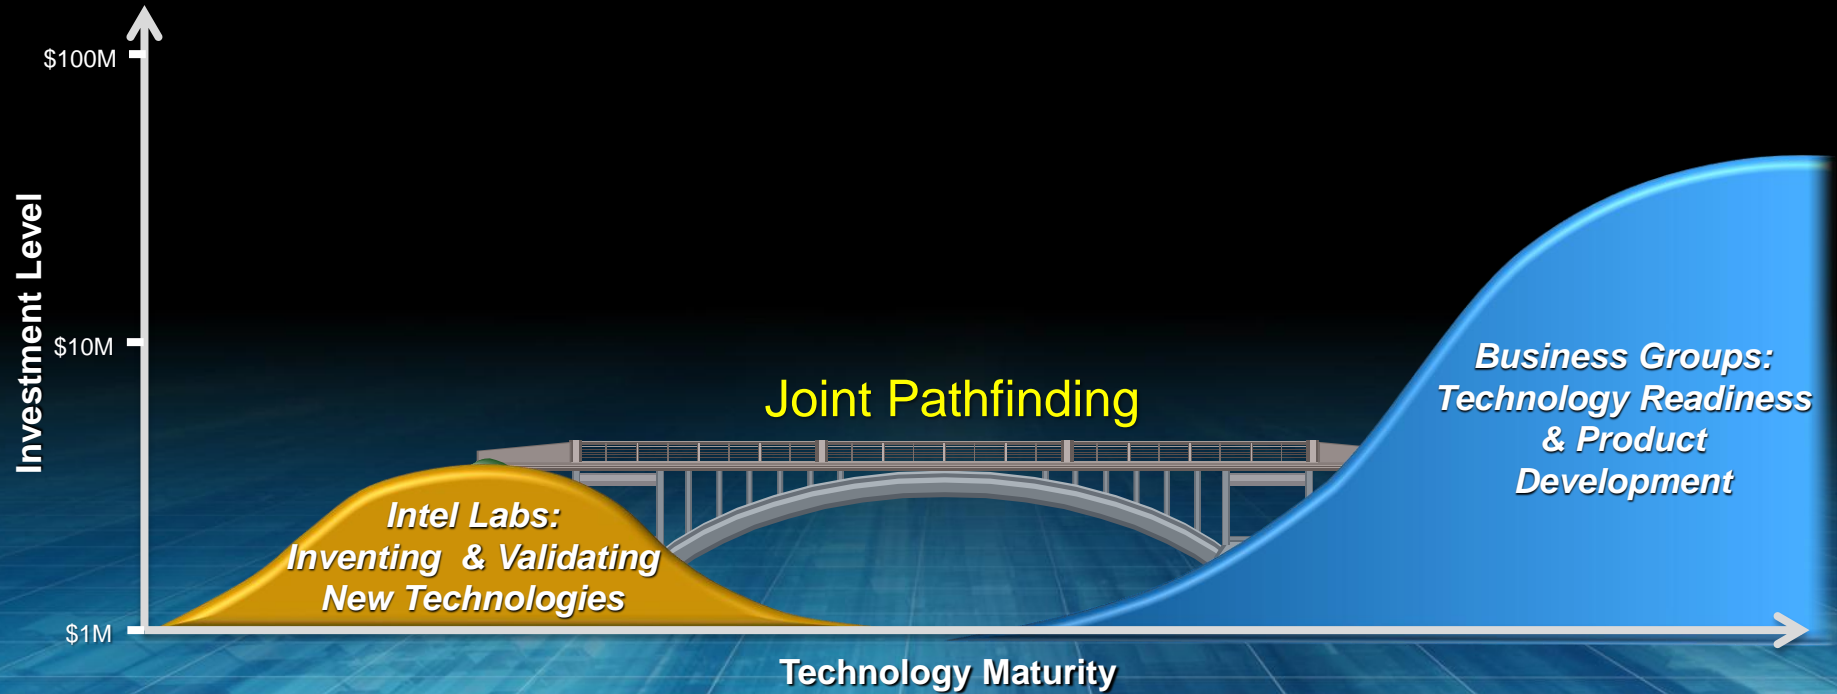 $100M
$10M
$1M
Investment Level
Joint Pathfinding
Intel Labs:
Inventing & Validating
New Technologies
Business Groups:
Technology Readiness
& Product
Development
Technology Maturity